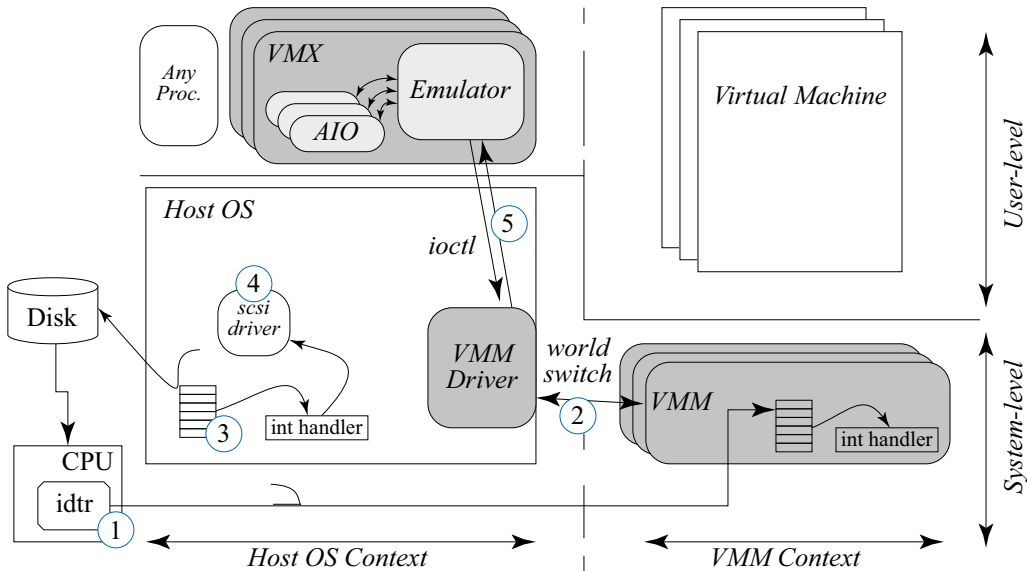 VMX
Any
Proc.
Emulator
AIO
Virtual Machine
User-level
Host OS
5
ioctl
4
scsi
driver
Disk
VMM
Driver
world
switch
2
VMM
System-level
3
int handler
int handler
CPU
idtr
1
Host OS Context
VMM Context